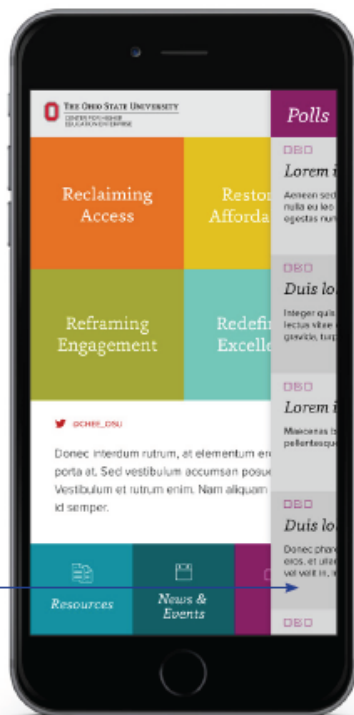 THE OHIO STATE UNIVERSITY
CENTER FOR HIGHER
EDUCATION ENTERPRISE
Polls
Reclaiming
Access
Restor
Afforda
Reframing
Engagement
Redefi
Excelle
@CHEE_OSU
Donec interdum rutrum, at elementum er
porta at. Sed vestibulum accumsan posue
Vestibulum et rutrum enim. Nam aliquam
id semper.
Resources
News &
Events
Lorem i
Aenean sed
nulla eu leo
egestas nun
Duis lo
Integer quis
lectus vitae
gravida, turp
Lorem i
Maecenas b
pellentesque
Duis lo
Donec phare
eros, et ullar
vel velit in, i